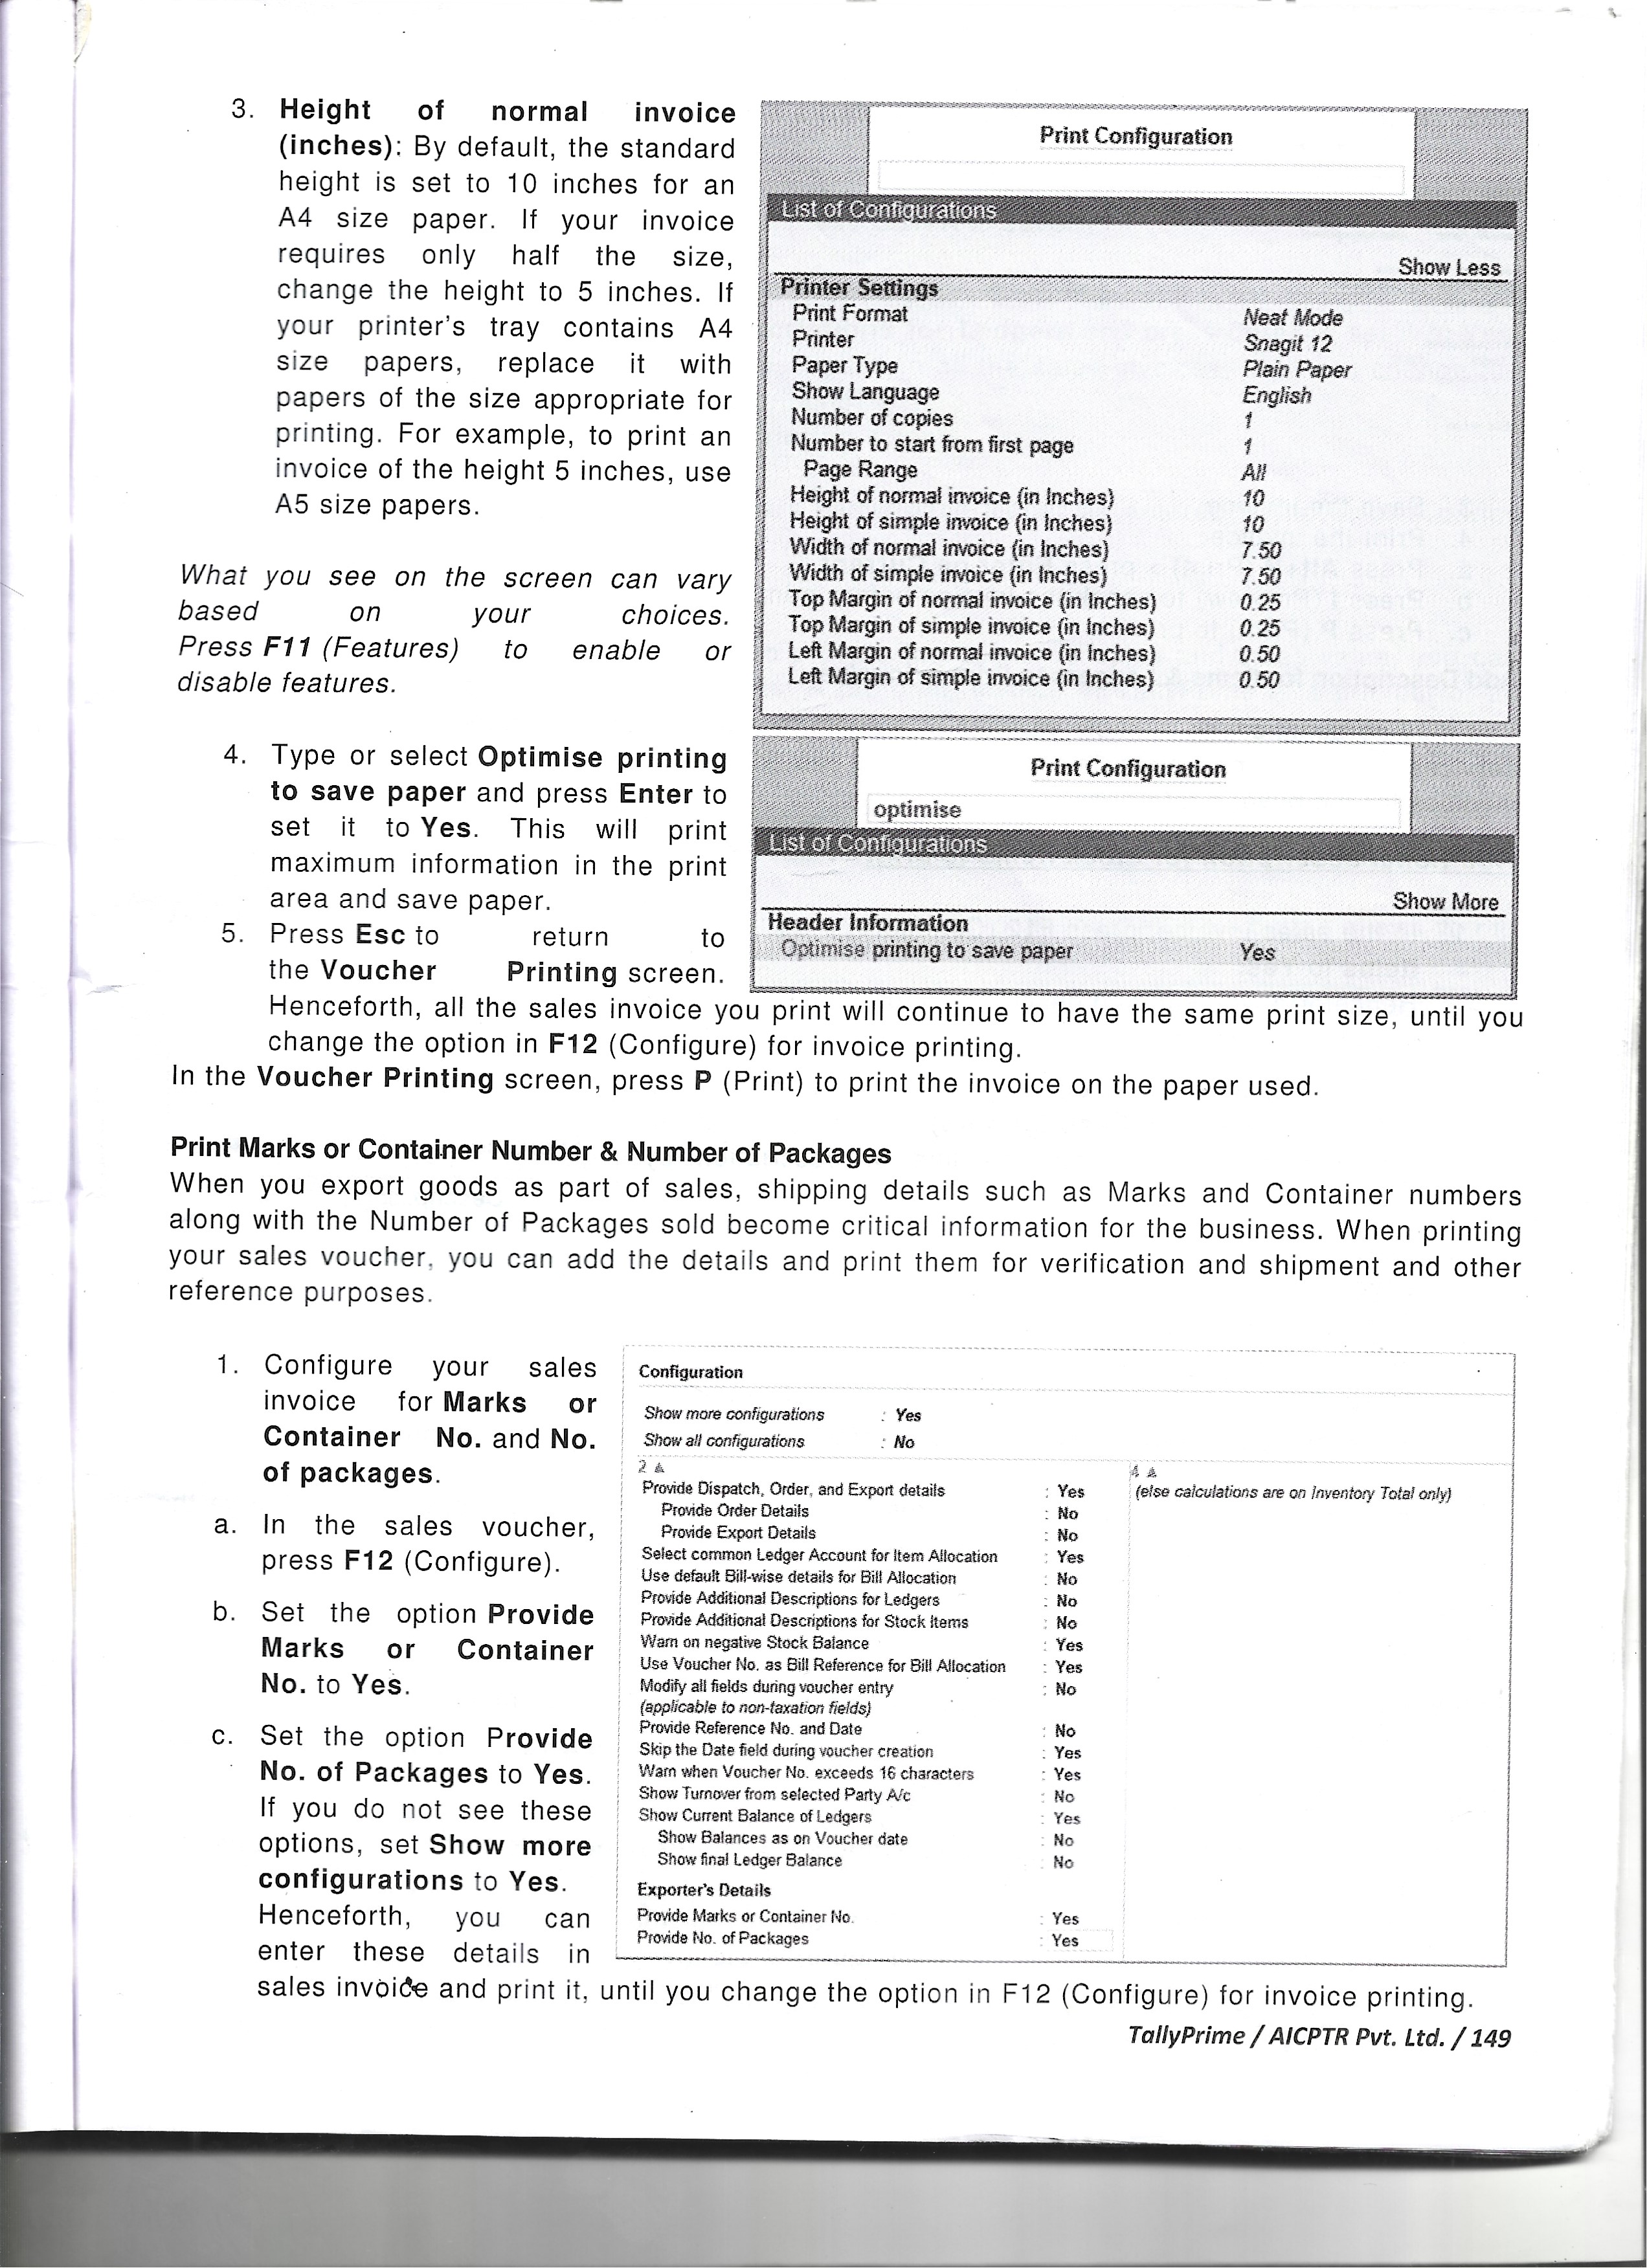 3. Height of normal invoice
(inches): By default, the standard
height is set to 10 inches for an
A4 size paper. If your invoice
requires only half the size,
change the height to 5 inches. If
your printer's tray contains A4
size papers, replace it with
papers of the size appropriate for
printing. For example, to print an
invoice of the height 5 inches, use
A5 size papers.
What you see on the screen can vary
based on your choices.
Press F11 (Features) to enable or
disable features.
Print Configuration
List of Configurations
Show Less
Printer Settings
Print Format Neat Mode
Printer Snagit 12
Paper Type Plain Paper
Show Language English
Number of copies 1
Number to start from first page 1
Page Range All
Height of normal invoice (in Inches) 10
Height of simple invoice (in Inches) 10
Width of normal invoice (in Inches) 7.50
Width of simple invoice (in Inches) 7.50
Top Margin of normal invoice (in Inches) 0.25
Top Margin of simple invoice (in Inches) 0.25
Left Margin of normal invoice (in Inches) 0.50
Left Margin of simple invoice (in Inches) 0.50
4. Type or select Optimise printing
to save paper and press Enter to
set it to Yes. This will print
maximum information in the print
area and save paper.
5. Press Esc to return to
the Voucher Printing screen.
Print Configuration
optimise
List of Configurations
Show More
Header Information
Optimise printing to save paper Yes
Henceforth, all the sales invoice you print will continue to have the same print size, until you
change the option in F12 (Configure) for invoice printing.
In the Voucher Printing screen, press P (Print) to print the invoice on the paper used.
Print Marks or Container Number & Number of Packages
When you export goods as part of sales, shipping details such as Marks and Container numbers
along with the Number of Packages sold become critical information for the business. When printing
your sales voucher, you can add the details and print them for verification and shipment and other
reference purposes.
1. Configure your sales
invoice for Marks or
Container No. and No.
of packages.
a. In the sales voucher,
press F12 (Configure).
b. Set the option Provide
Marks or Container
No. to Yes.
c. Set the option Provide
No. of Packages to Yes.
If you do not see these
options, set Show more
configurations to Yes.
Henceforth, you can
enter these details in
Configuration
Show more configurations : Yes
Show all configurations : No
2 ▲
Provide Dispatch, Order, and Export details : Yes
Provide Order Details : No
Provide Export Details : No
Select common Ledger Account for Item Allocation : Yes
Use default Bill-wise details for Bill Allocation : No
Provide Additional Descriptions for Ledgers : No
Provide Additional Descriptions for Stock Items : No
Warn on negative Stock Balance : Yes
Use Voucher No. as Bill Reference for Bill Allocation : Yes
Modify all fields during voucher entry : No
(applicable to non-taxation fields)
Provide Reference No. and Date : No
Skip the Date field during voucher creation : Yes
Warn when Voucher No. exceeds 16 characters : Yes
Show Turnover from selected Party A/c : No
Show Current Balance of Ledgers : Yes
Show Balances as on Voucher date : No
Show final Ledger Balance : No
Exporter's Details
Provide Marks or Container No. : Yes
Provide No. of Packages : Yes
4 ▲
(else calculations are on Inventory Total only)
sales invoice and print it, until you change the option in F12 (Configure) for invoice printing.
TallyPrime / AICPTR Pvt. Ltd. / 149